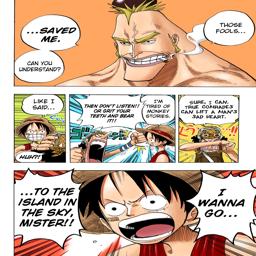 THOSE
FOOLS...
...SAVED
ME.
CAN YOU
UNDERSTAND?
SURE, I CAN.
TRUE COMRADES
CAN LIFT A MAN'S
SAD HEART.
I'M
TIRED OF
MONKEY
STORIES.
THEN DON'T LISTEN!!
OR GRIT YOUR
TEETH AND BEAR
IT!!
LIKE I
SAID...
HUH?!
I
WANNA
GO...
...TO THE
ISLAND IN
THE SKY,
MISTER!!